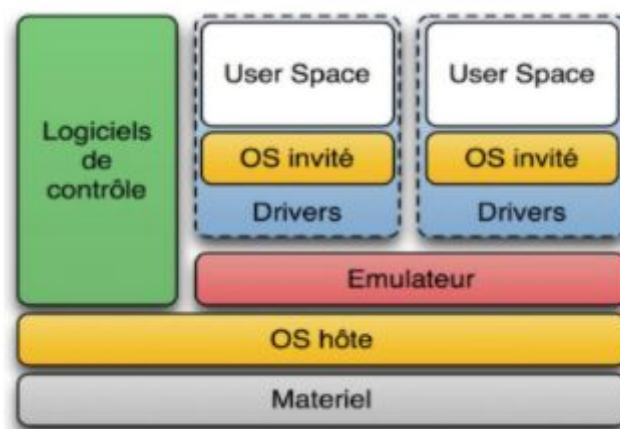 User Space
User Space
Logiciels
de
contrôle
OS invité
OS invité
Drivers
Drivers
Emulateur
OS hôte
Materiel